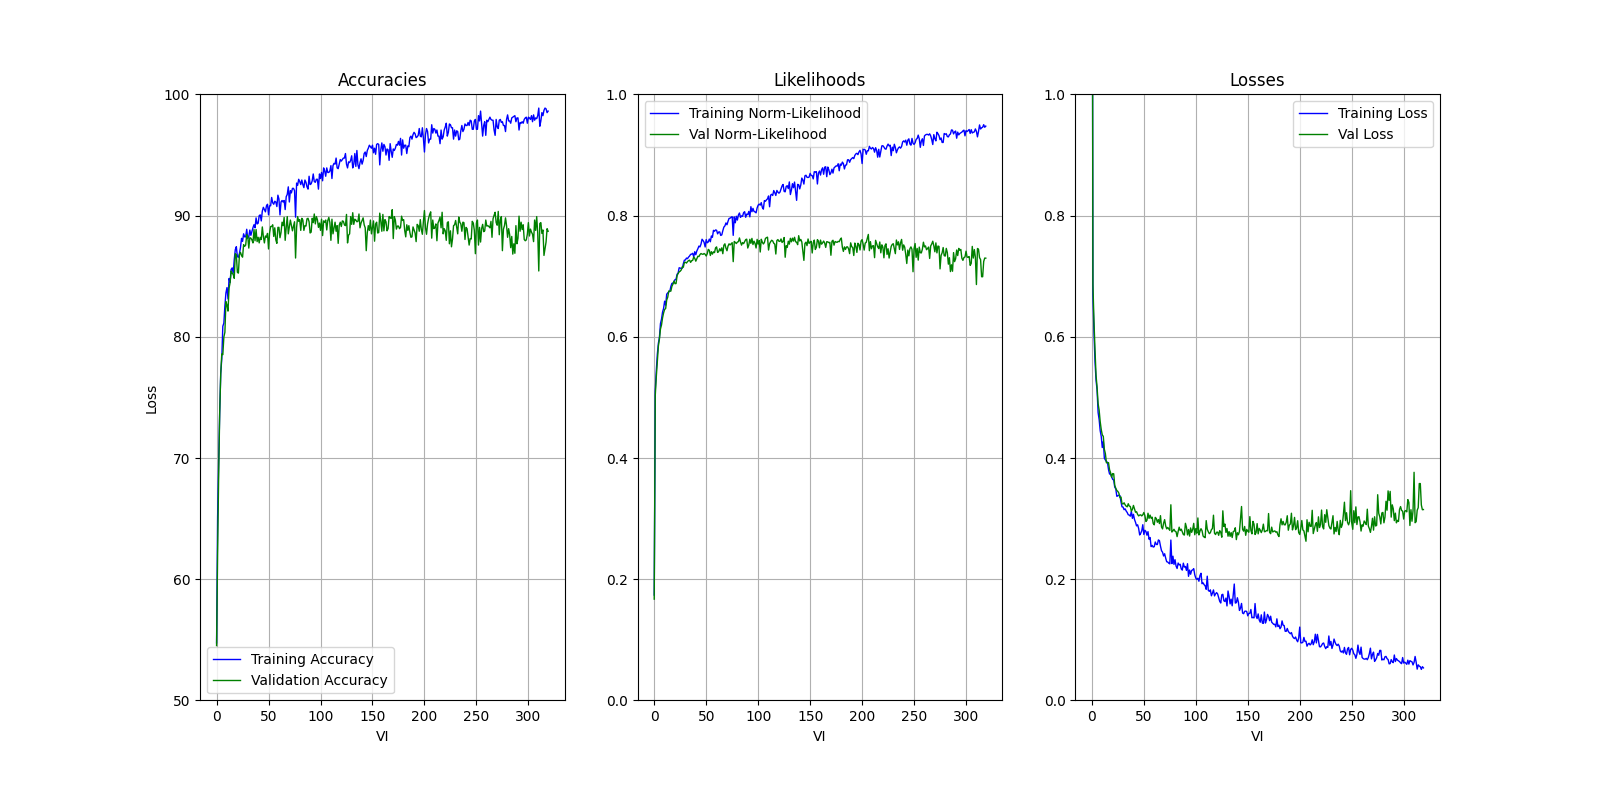 Accuracies
Loss
100
90
80
70
60
50
Training Accuracy
Validation Accuracy
0 50 100 150 200 250 300
VI
Likelihoods
Training Norm-Likelihood
Val Norm-Likelihood
1.0
0.8
0.6
0.4
0.2
0.0
0 50 100 150 200 250 300
VI
Losses
Training Loss
Val Loss
1.0
0.8
0.6
0.4
0.2
0.0
0 50 100 150 200 250 300
VI